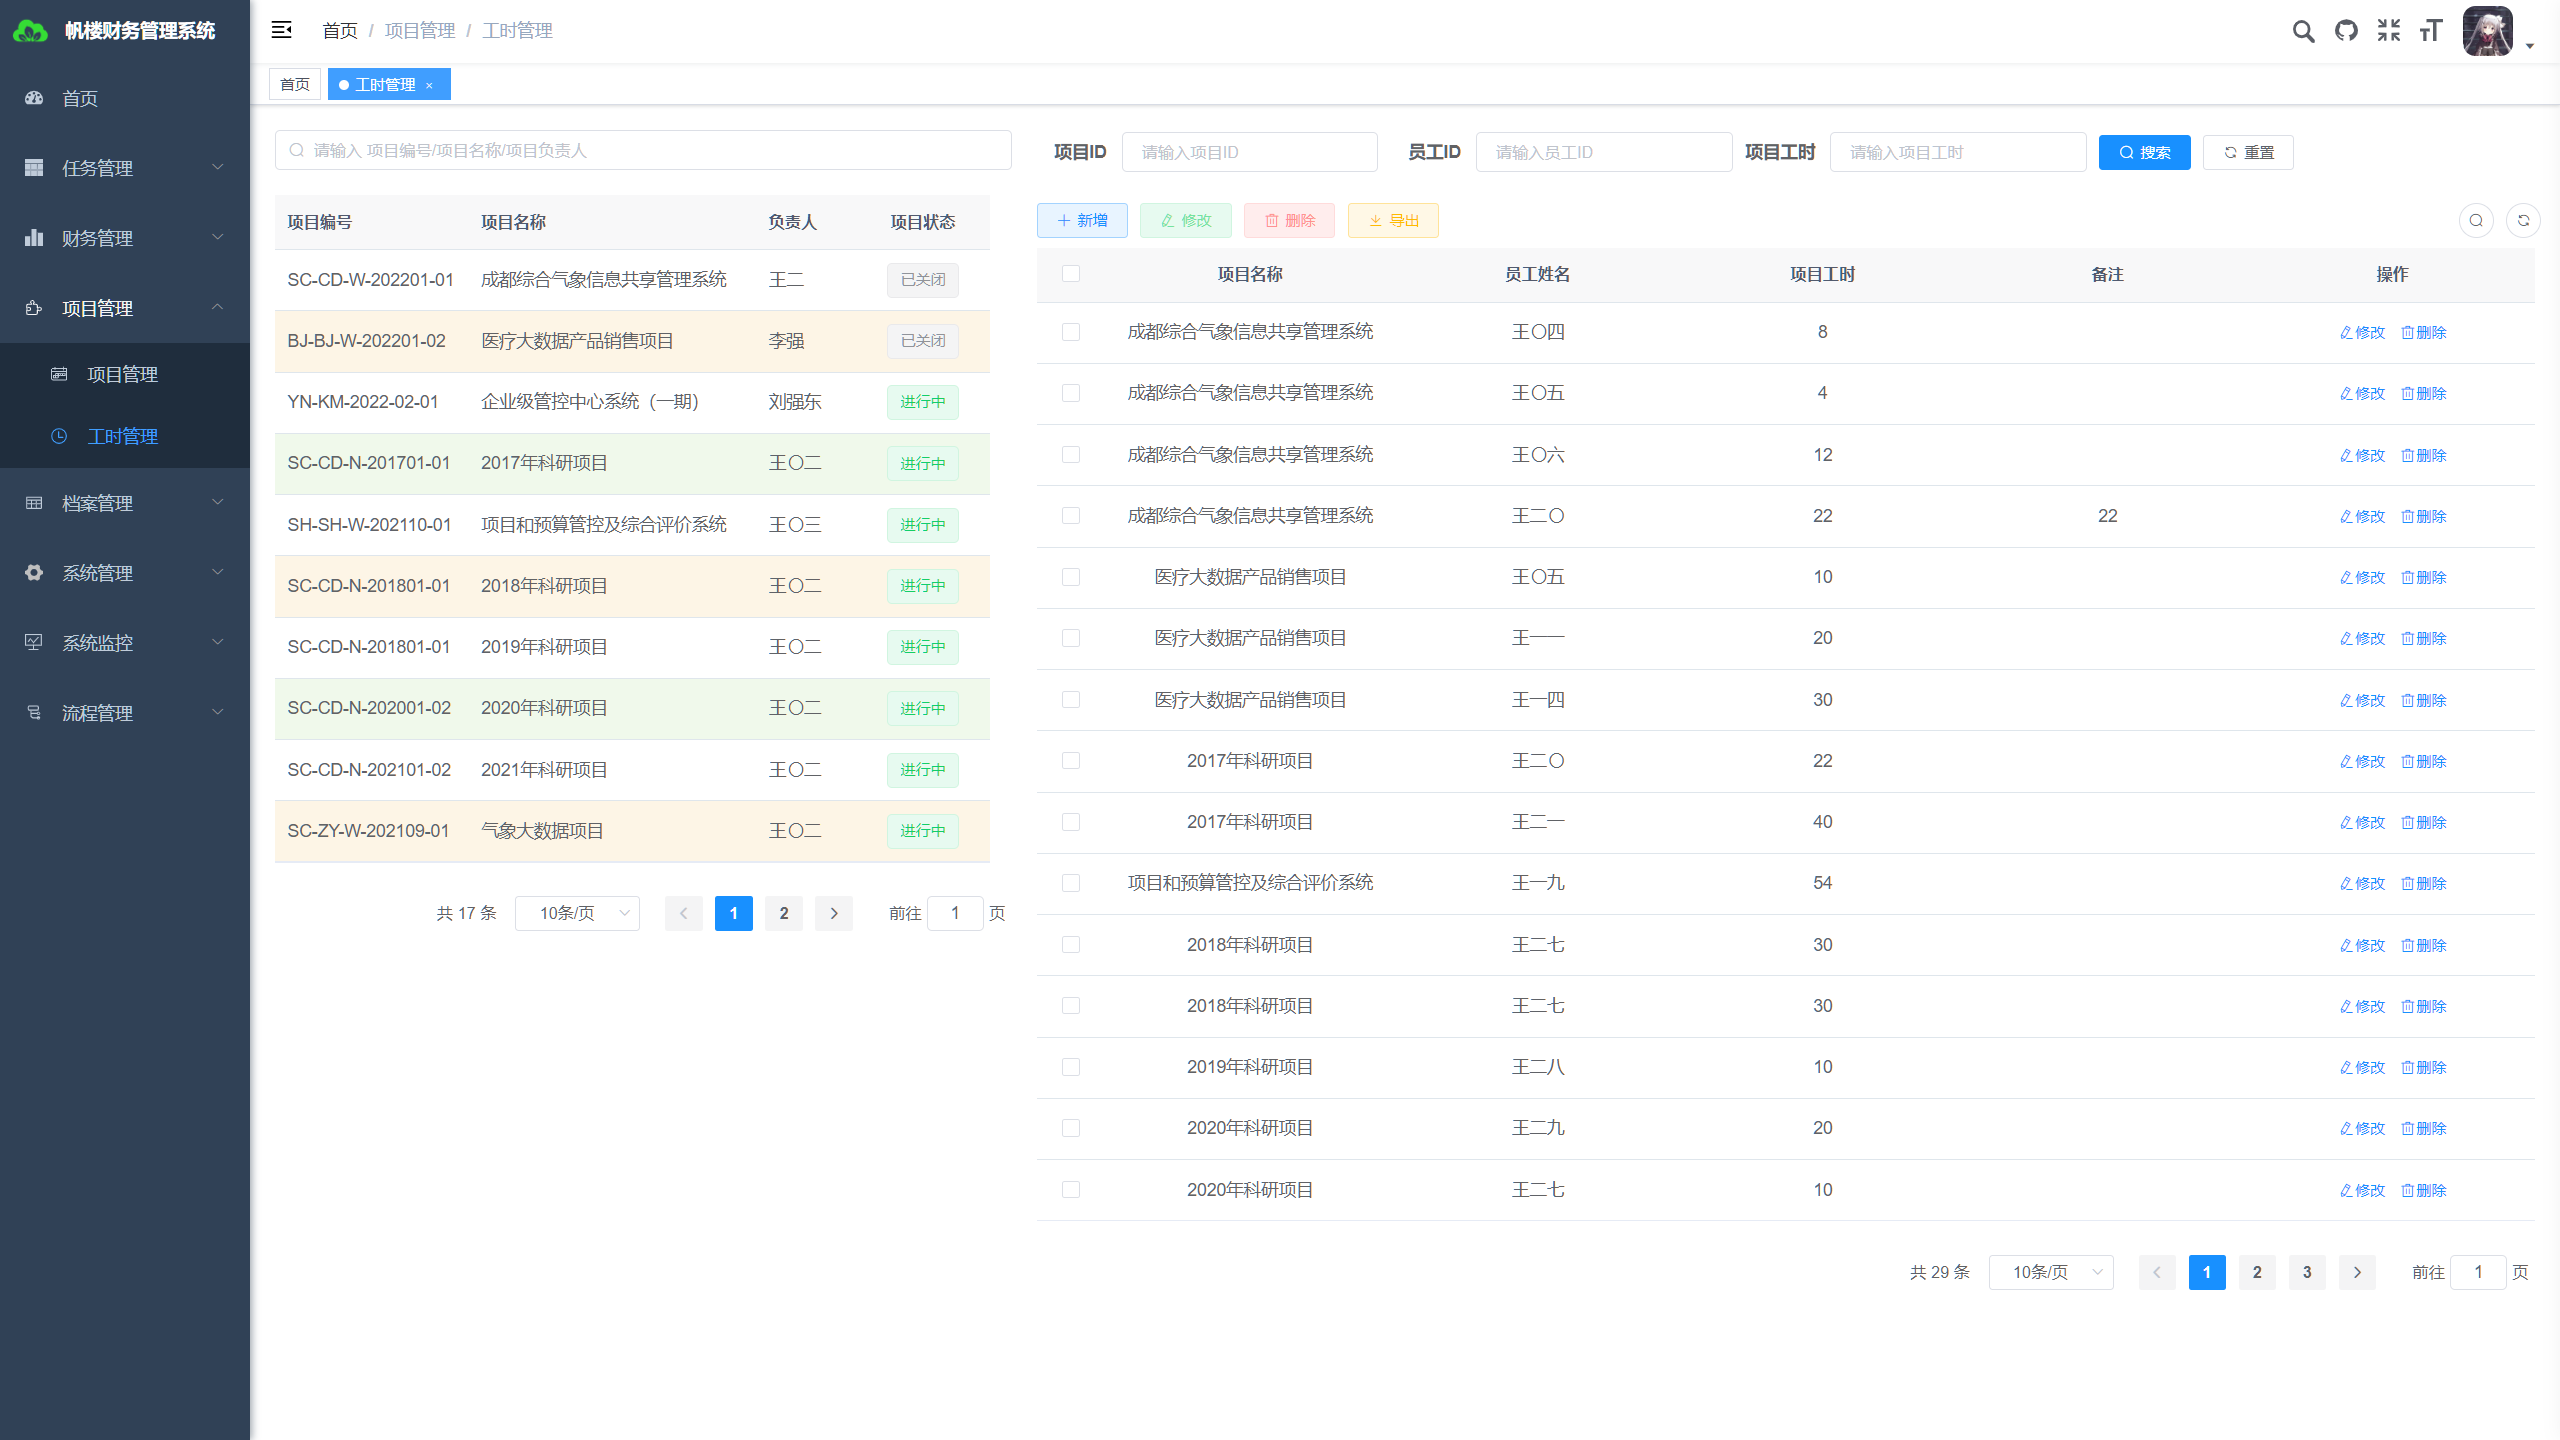 帆楼财务管理系统
首页 / 项目管理 / 工时管理
首页
工时管理 ×
首页
任务管理
财务管理
项目管理
项目管理
工时管理
档案管理
系统管理
系统监控
流程管理
请输入 项目编号/项目名称/项目负责人
项目编号 项目名称 负责人 项目状态
SC-CD-W-202201-01 成都综合气象信息共享管理系统 王二 已关闭
BJ-BJ-W-202201-02 医疗大数据产品销售项目 李强 已关闭
YN-KM-2022-02-01 企业级管控中心系统（一期） 刘强东 进行中
SC-CD-N-201701-01 2017年科研项目 王〇二 进行中
SH-SH-W-202110-01 项目和预算管控及综合评价系统 王〇三 进行中
SC-CD-N-201801-01 2018年科研项目 王〇二 进行中
SC-CD-N-201801-01 2019年科研项目 王〇二 进行中
SC-CD-N-202001-02 2020年科研项目 王〇二 进行中
SC-CD-N-202101-02 2021年科研项目 王〇二 进行中
SC-ZY-W-202109-01 气象大数据项目 王〇二 进行中
共 17 条 10条/页 1 2 前往 1 页
项目ID 请输入项目ID 员工ID 请输入员工ID 项目工时 请输入项目工时 搜索 重置
新增 修改 删除 导出
项目名称 员工姓名 项目工时 备注 操作
成都综合气象信息共享管理系统 王〇四 8 修改 删除
成都综合气象信息共享管理系统 王〇五 4 修改 删除
成都综合气象信息共享管理系统 王〇六 12 修改 删除
成都综合气象信息共享管理系统 王二〇 22 22 修改 删除
医疗大数据产品销售项目 王〇五 10 修改 删除
医疗大数据产品销售项目 王一一 20 修改 删除
医疗大数据产品销售项目 王一四 30 修改 删除
2017年科研项目 王二〇 22 修改 删除
2017年科研项目 王二一 40 修改 删除
项目和预算管控及综合评价系统 王一九 54 修改 删除
2018年科研项目 王二七 30 修改 删除
2018年科研项目 王二七 30 修改 删除
2019年科研项目 王二八 10 修改 删除
2020年科研项目 王二九 20 修改 删除
2020年科研项目 王二七 10 修改 删除
共 29 条 10条/页 1 2 3 前往 1 页